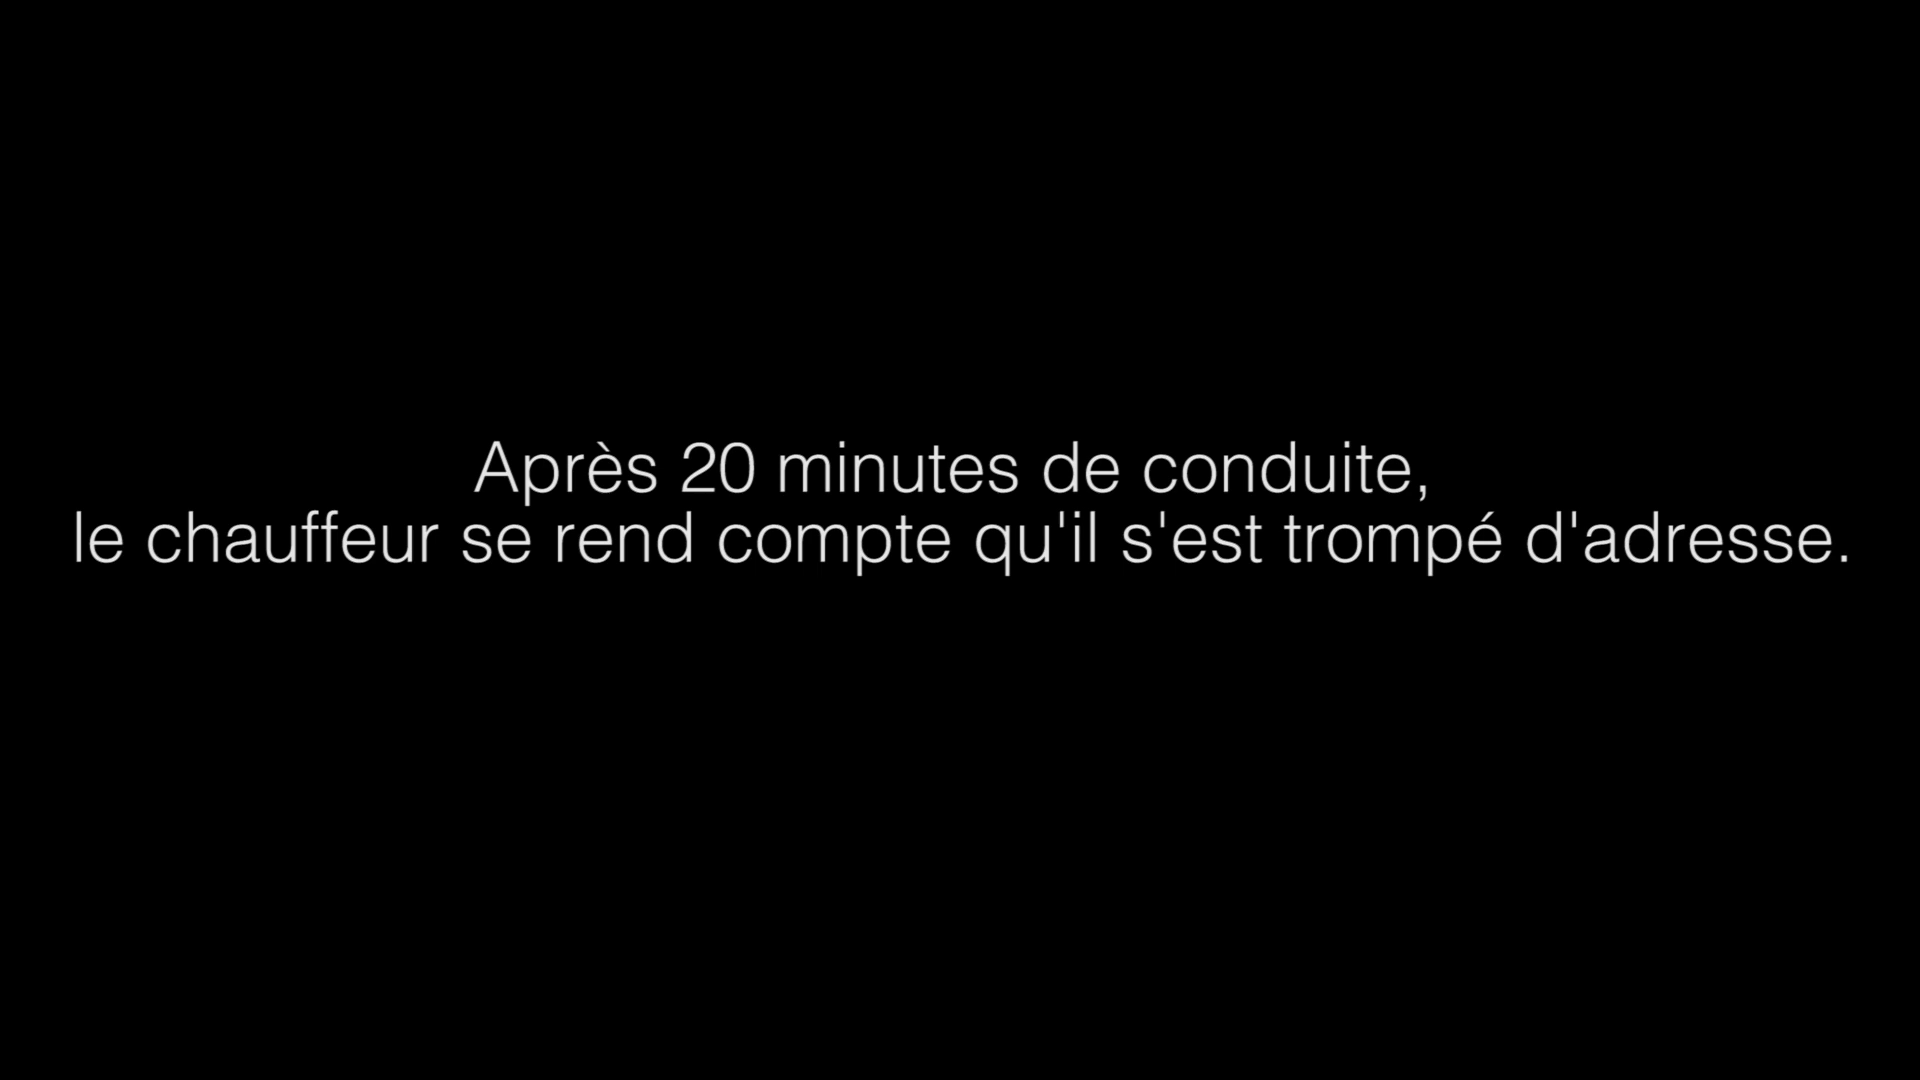 Après 20 minutes de conduite,
le chauffeur se rend compte qu'il s'est trompé d'adresse.